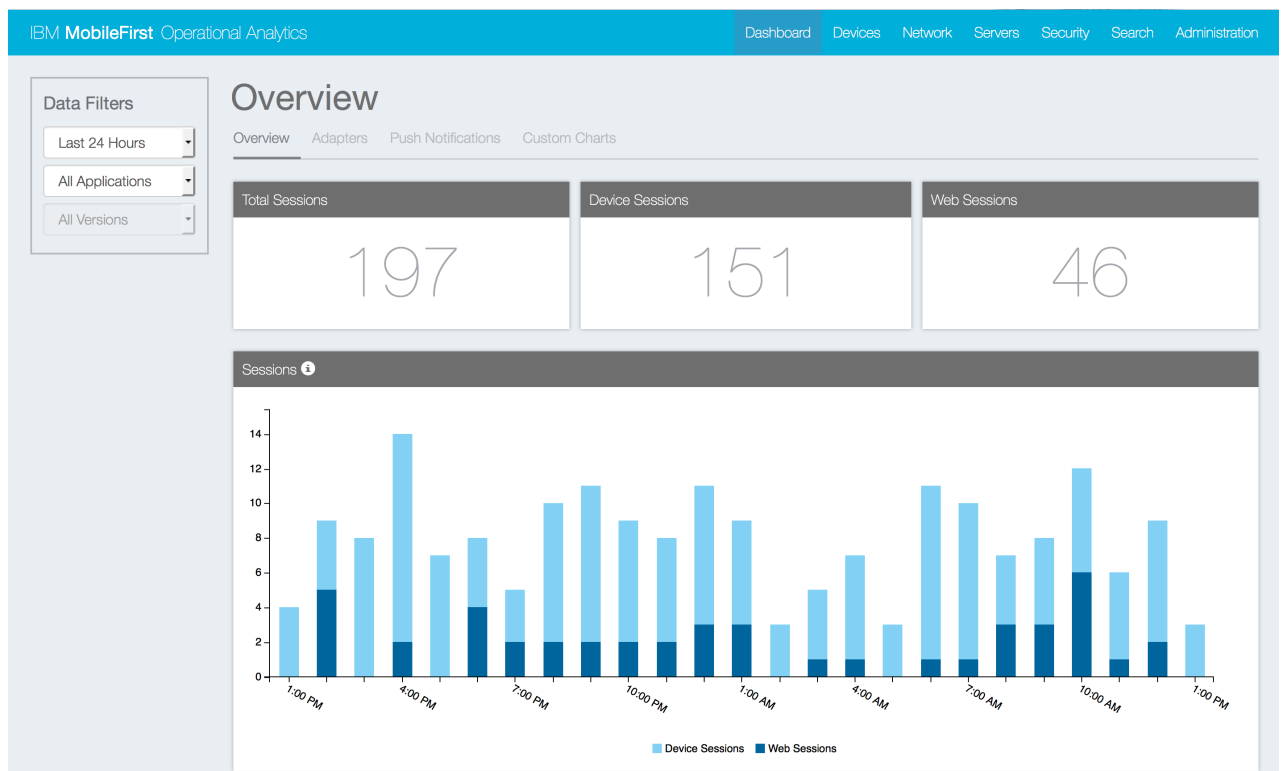 IBM MobileFirst Operational Analytics
Dashboard Devices Network Servers Security Search Administration
Data Filters
Last 24 Hours
All Applications
All Versions
Overview
Overview Adapters Push Notifications Custom Charts
Total Sessions
197
Device Sessions
151
Web Sessions
46
Sessions i
14
12
10
8
6
4
2
0
1:00 PM 4:00 PM 7:00 PM 10:00 PM 1:00 AM 4:00 AM 7:00 AM 10:00 AM 1:00 PM
Device Sessions Web Sessions